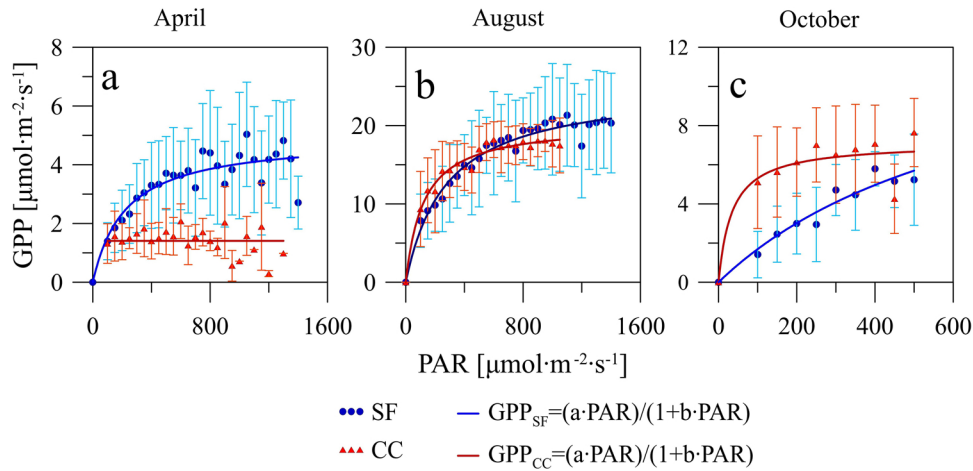 April
August
October
GPP [μmol·m⁻²·s⁻¹]
8
6
4
2
0
a
0
800
1600
30
20
10
0
b
0
800
1600
12
8
4
0
c
0
200
400
600
PAR [μmol·m⁻²·s⁻¹]
SF
GPP_SF=(a·PAR)/(1+b·PAR)
CC
GPP_CC=(a·PAR)/(1+b·PAR)